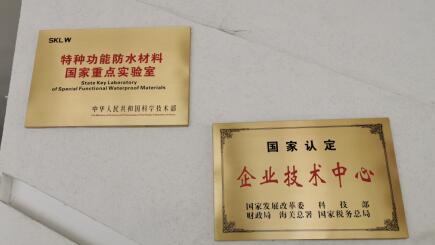 SKLW
特种功能防水材料
国家重点实验室
State Key Laboratory
of Special Functional Waterproof Materials
中华人民共和国科学技术部
国家认定
企业技术中心
国家发展改革委 科技部
财政局 海关总署 国家税务总局